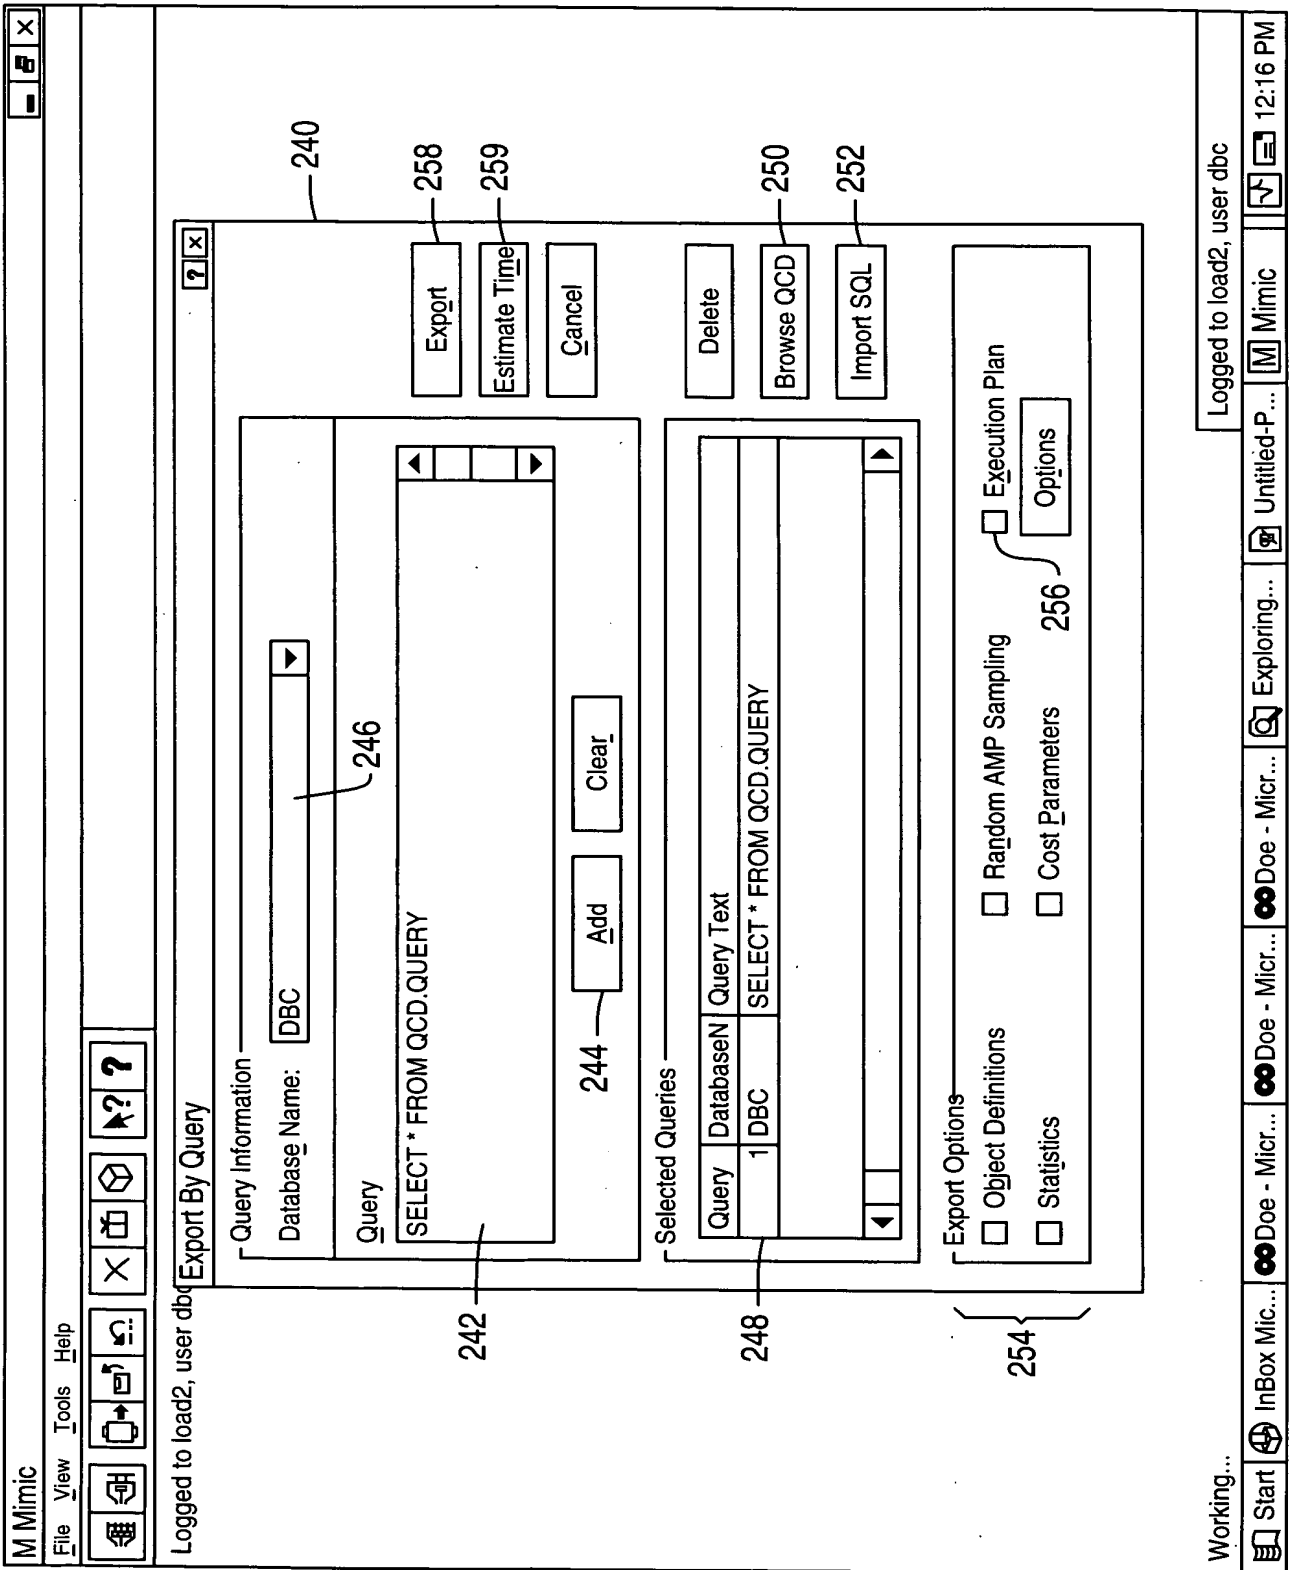 M Mimic
File View Tools Help
Logged to load2, user dbc
Export By Query
? x
240
Query Information
Database Name: DBC
246
Query
SELECT * FROM QCD.QUERY
242
244
Add Clear
Export 258
Estimate Time 259
Cancel
Selected Queries
Query DatabaseN Query Text
1 DBC SELECT * FROM QCD.QUERY
248
Delete
Browse QCD 250
Import SQL 252
Export Options
Object Definitions Random AMP Sampling Execution Plan
Statistics Cost Parameters 256 Options
254
Working... Logged to load2, user dbc
Start InBox Mic... Doe - Micr... Doe - Micr... Doe - Micr... Exploring... Untitled-P... M Mimic 12:16 PM